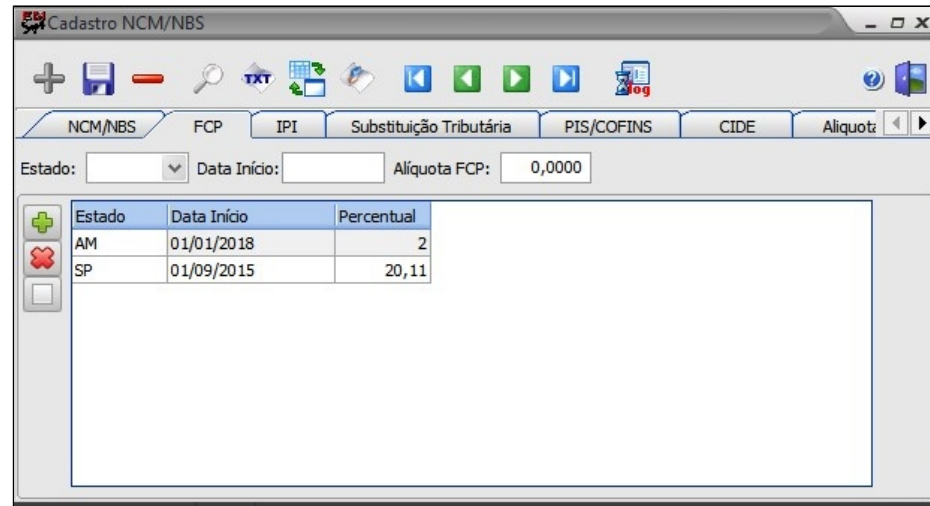 Cadastro NCM/NBS
TXT log
NCM/NBS FCP IPI Substituição Tributária PIS/COFINS CIDE Aliquota
Estado: Data Início: Alíquota FCP: 0,0000
Estado Data Início Percentual
AM 01/01/2018 2
SP 01/09/2015 20,11